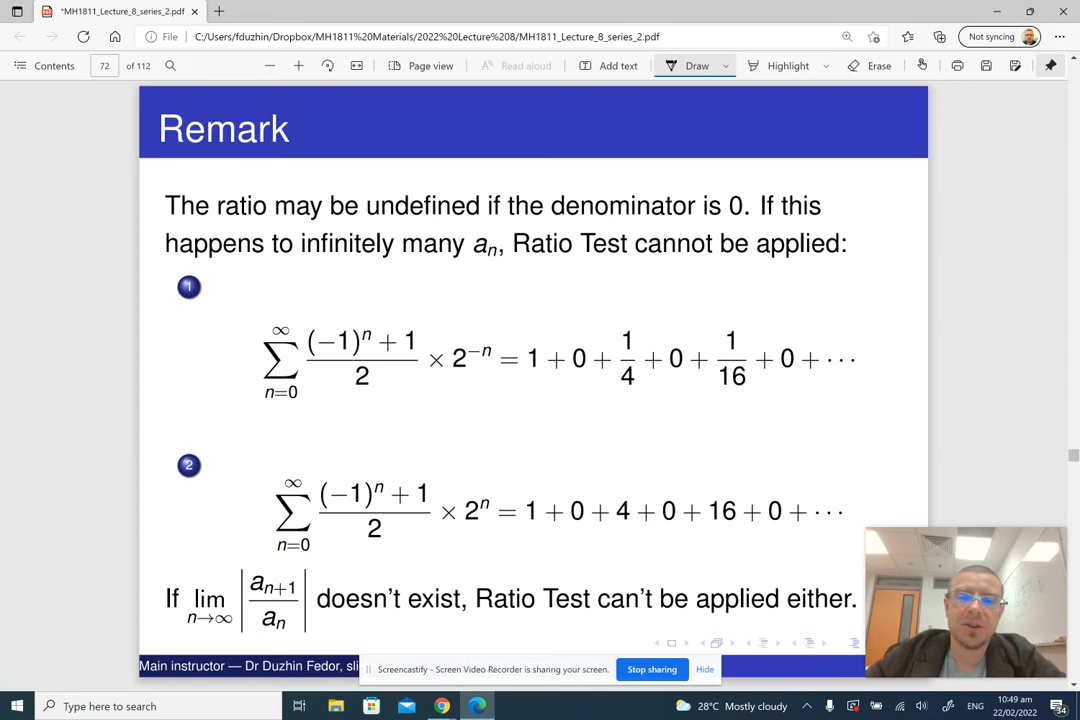 *MH1811_Lecture_8_series_2.pdf
File C:/Users/fduzhin/Dropbox/MH1811%20Materials/2022%20Lecture%208/MH1811_Lecture_8_series_2.pdf Not syncing
Contents 72 of 112 Page view Read aloud Add text Draw Highlight Erase
Remark
The ratio may be undefined if the denominator is 0. If this
happens to infinitely many aₙ, Ratio Test cannot be applied:
1
∑_{n=0}^{∞} ((−1)ⁿ + 1)/2 × 2⁻ⁿ = 1 + 0 + 1/4 + 0 + 1/16 + 0 + ⋯
2
∑_{n=0}^{∞} ((−1)ⁿ + 1)/2 × 2ⁿ = 1 + 0 + 4 + 0 + 16 + 0 + ⋯
If lim_{n→∞} |aₙ₊₁/aₙ| doesn't exist, Ratio Test can't be applied either.
Main instructor — Dr Duzhin Fedor, sli
Screencastify - Screen Video Recorder is sharing your screen. Stop sharing Hide
Type here to search 28°C Mostly cloudy ENG 10:49 am
22/02/2022 34